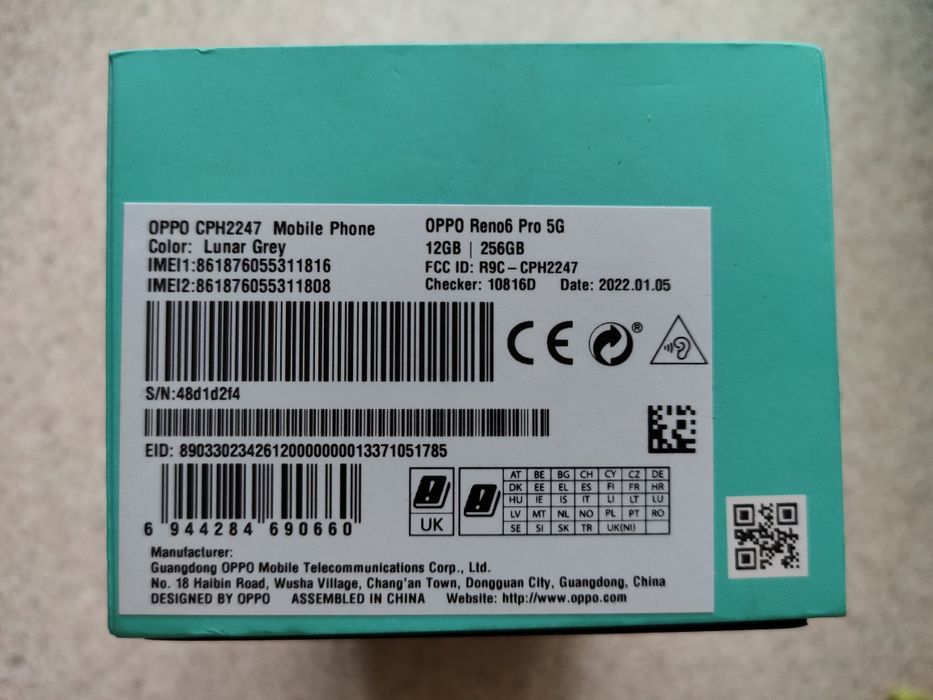 OPPO CPH2247 Mobile Phone
Color: Lunar Grey
IMEI1:861876055311816
IMEI2:861876055311808
OPPO Reno6 Pro 5G
12GB | 256GB
FCC ID: R9C-CPH2247
Checker: 10816D Date: 2022.01.05
CE
®
S/N:48d1d2f4
EID: 89033023426120000000013371051785
6 944284 690660
UK
AT BE BG CH CY CZ DE
DK EE EL ES FI FR HR
HU IE IS IT LI LT LU
LV MT NL NO PL PT RO
SE SI SK TR UK(NI)
Manufacturer:
Guangdong OPPO Mobile Telecommunications Corp., Ltd.
No. 18 Haibin Road, Wusha Village, Chang'an Town, Dongguan City, Guangdong, China
DESIGNED BY OPPO ASSEMBLED IN CHINA Website: http://www.oppo.com